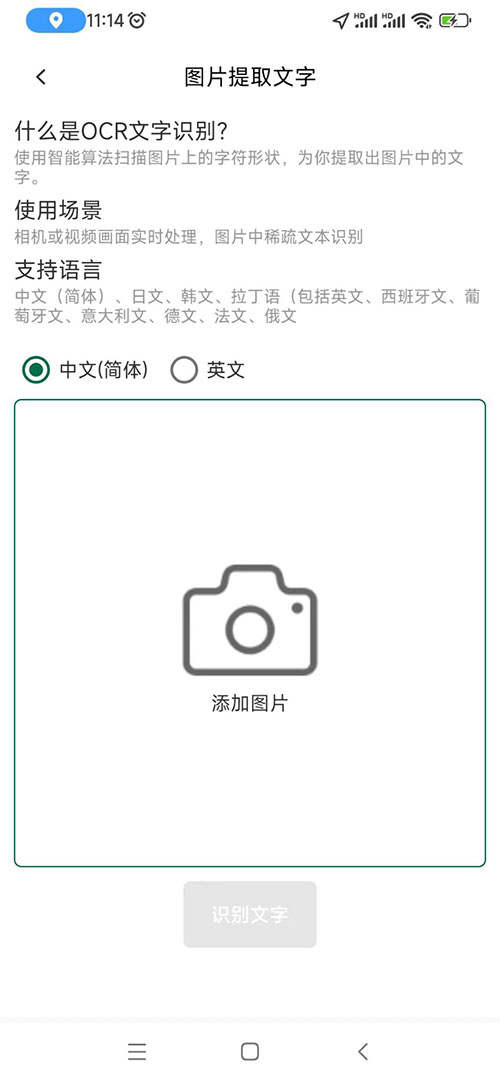 11:14
HD HD
图片提取文字
什么是OCR文字识别？
使用智能算法扫描图片上的字符形状，为你提取出图片中的文
字。
使用场景
相机或视频画面实时处理，图片中稀疏文本识别
支持语言
中文（简体）、日文、韩文、拉丁语（包括英文、西班牙文、葡
萄牙文、意大利文、德文、法文、俄文
中文(简体) 英文
添加图片
识别文字